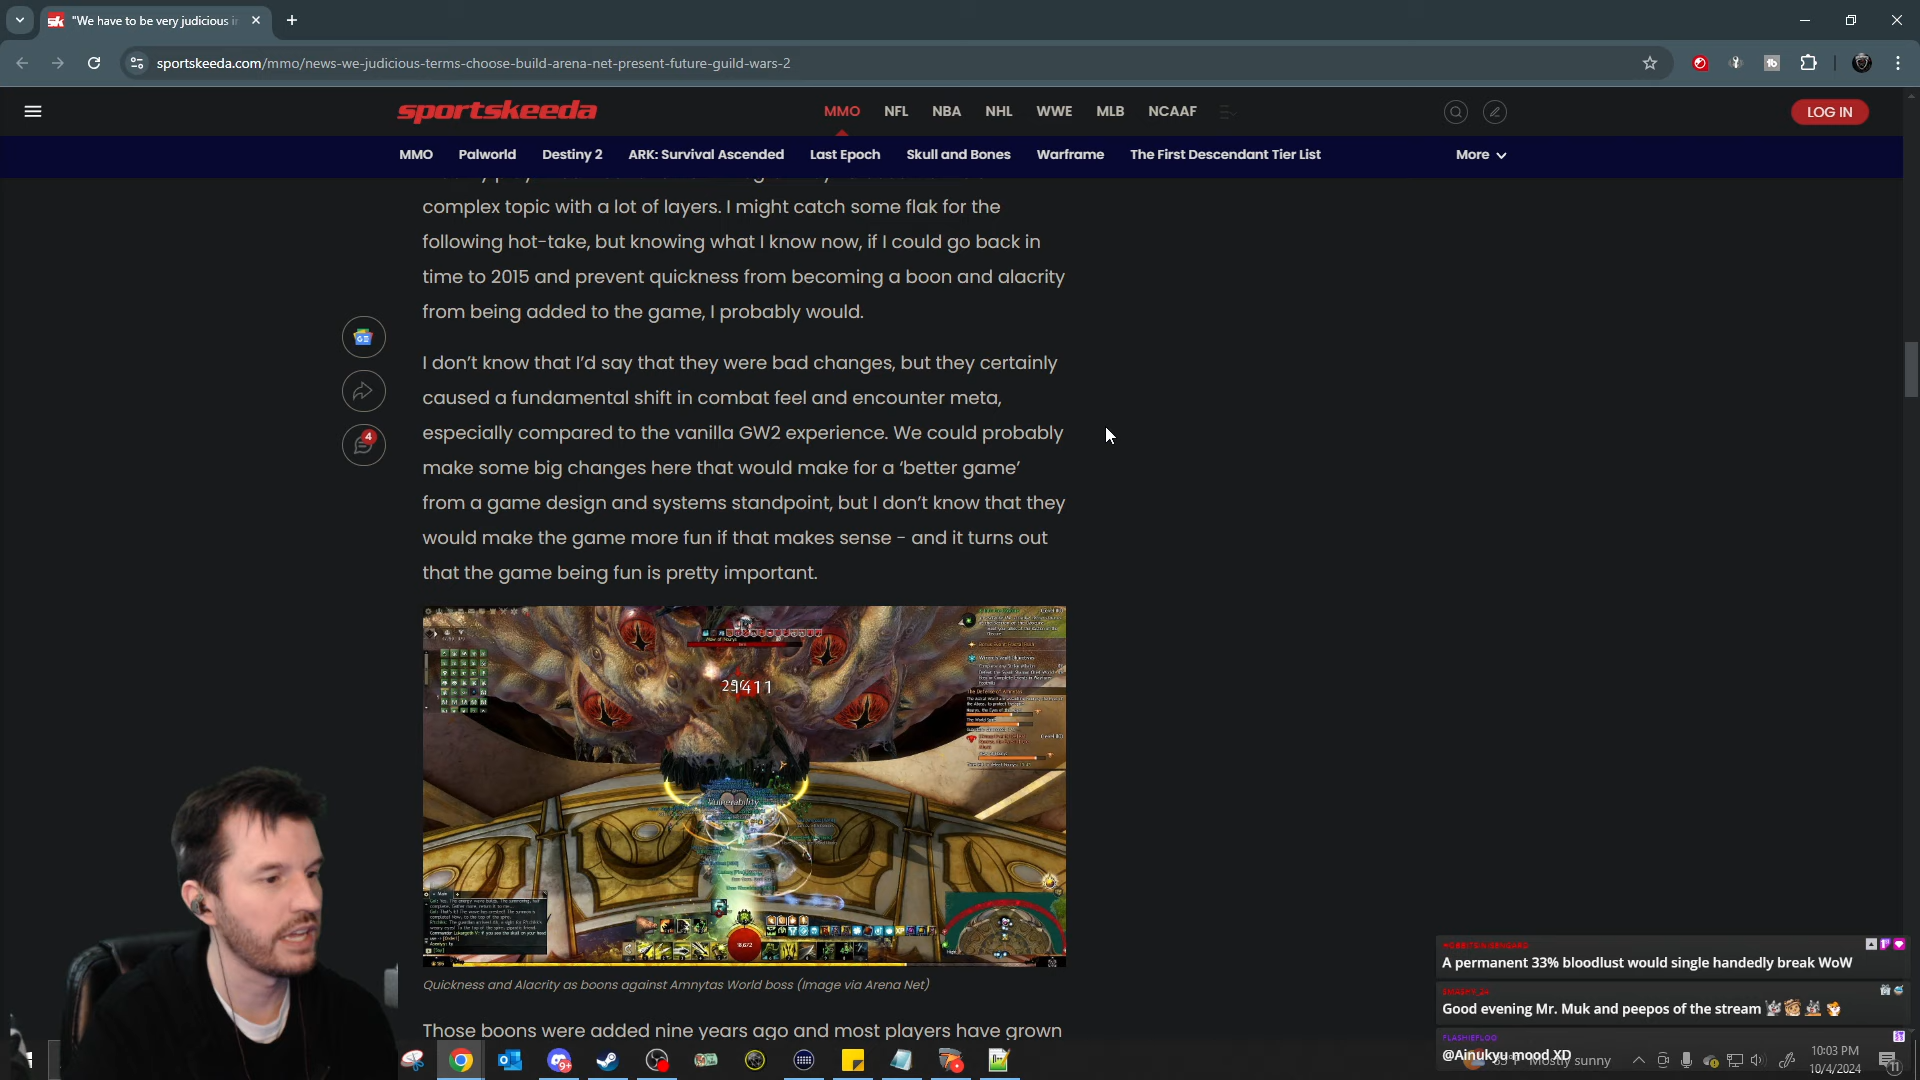 "We have to be very judicious i
sportskeeda.com/mmo/news-we-judicious-terms-choose-build-arena-net-present-future-guild-wars-2
sportskeeda
MMO NFL NBA NHL WWE MLB NCAAF
LOG IN
MMO Palworld Destiny 2 ARK: Survival Ascended Last Epoch Skull and Bones Warframe The First Descendant Tier List More
complex topic with a lot of layers. I might catch some flak for the
following hot-take, but knowing what I know now, if I could go back in
time to 2015 and prevent quickness from becoming a boon and alacrity
from being added to the game, I probably would.
4
I don't know that I'd say that they were bad changes, but they certainly
caused a fundamental shift in combat feel and encounter meta,
especially compared to the vanilla GW2 experience. We could probably
make some big changes here that would make for a 'better game'
from a game design and systems standpoint, but I don't know that they
would make the game more fun if that makes sense - and it turns out
that the game being fun is pretty important.
Vulnerability
18,672
Quickness and Alacrity as boons against Amnytas World boss (Image via Arena Net)
Those boons were added nine years ago and most players have grown
A permanent 33% bloodlust would single handedly break WoW
Good evening Mr. Muk and peepos of the stream
FLASHIEFLOO
@Ainukyu mood XD
Mostly sunny
10:03 PM
10/4/2024